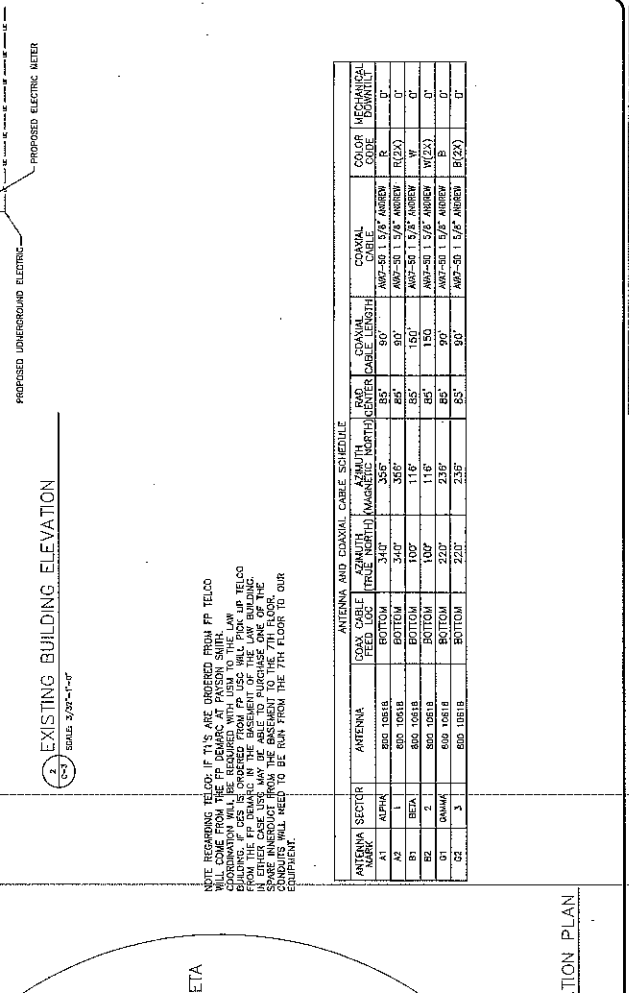 PROPOSED UDNERGROUND ELECTRIC
PROPOSED ELECTRIC METER
2
C-3
EXISTING BUILDING ELEVATION
SCALE: 3/32"=1'-0"
NOTE REGARDING TELCO: IF T1'S ARE ORDERED FROM FP TELCO
WILL COME FROM THE FP DEMARC AT PAYSON SMITH.
COORDINATION WILL BE REQUIRED WITH USM TO THE LAW
BUILDING. IF CES IS ORDERED FROM FP USC WILL PICK UP TELCO
FROM THE FP DEMARC IN THE BASEMENT OF THE LAW BUILDING.
IN EITHER CASE USC MAY BE ABLE TO PURCHASE ONE OF THE
SPARE INNERDUCT FROM THE BASEMENT TO THE 7TH FLOOR.
CONDUITS WILL NEED TO BE RUN FROM THE 7TH FLOOR TO OUR
EQUIPMENT.
ANTENNA AND COAXIAL CABLE SCHEDULE
ANTENNA MARK SECTOR ANTENNA COAX CABLE FEED LOC AZIMUTH (TRUE NORTH) AZIMUTH (MAGNETIC NORTH) RAD CENTER COAXIAL CABLE LENGTH COAXIAL CABLE COLOR CODE MECHANICAL DOWNTILT
A1 ALPHA 800 10618 BOTTOM 340° 356° 85' 90' AVA7-50 1 5/8" ANDREW R 0°
A2 1 800 10618 BOTTOM 340° 356° 85' 90' AVA7-50 1 5/8" ANDREW R(2X) 0°
B1 BETA 800 10618 BOTTOM 100° 116° 85' 150' AVA7-50 1 5/8" ANDREW W 0°
B2 2 800 10618 BOTTOM 100° 116° 85' 150 AVA7-50 1 5/8" ANDREW W(2X) 0°
G1 GAMMA 800 10618 BOTTOM 220° 236° 85' 90' AVA7-50 1 5/8" ANDREW B 0°
G2 3 800 10618 BOTTOM 220° 236° 85' 90' AVA7-50 1 5/8" ANDREW B(2X) 0°
ETA
TION PLAN